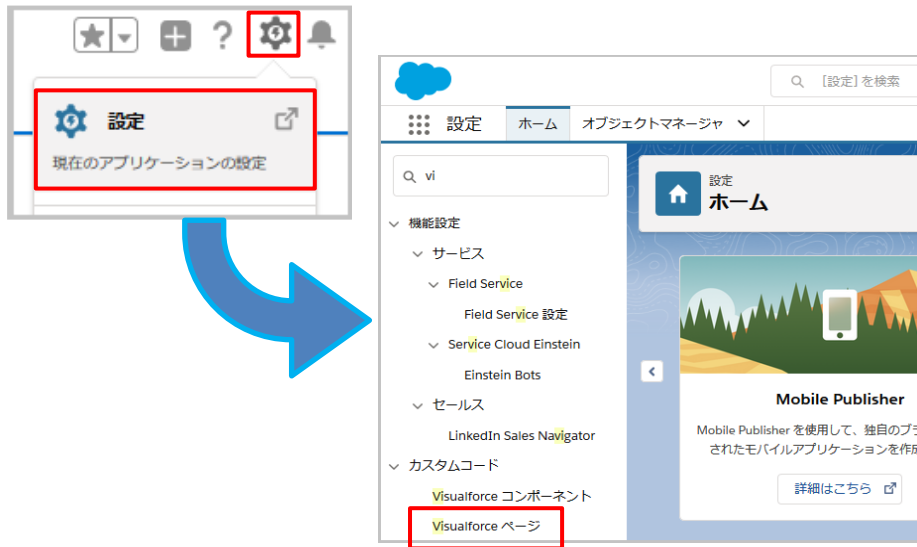 設定
現在のアプリケーションの設定
[設定] を検索
設定
ホーム
オブジェクトマネージャ
vi
機能設定
サービス
Field Service
Field Service 設定
Service Cloud Einstein
Einstein Bots
セールス
LinkedIn Sales Navigator
カスタムコード
Visualforce コンポーネント
Visualforce ページ
設定
ホーム
Mobile Publisher
Mobile Publisher を使用して、独自のブラ
されたモバイルアプリケーションを作成
詳細はこちら